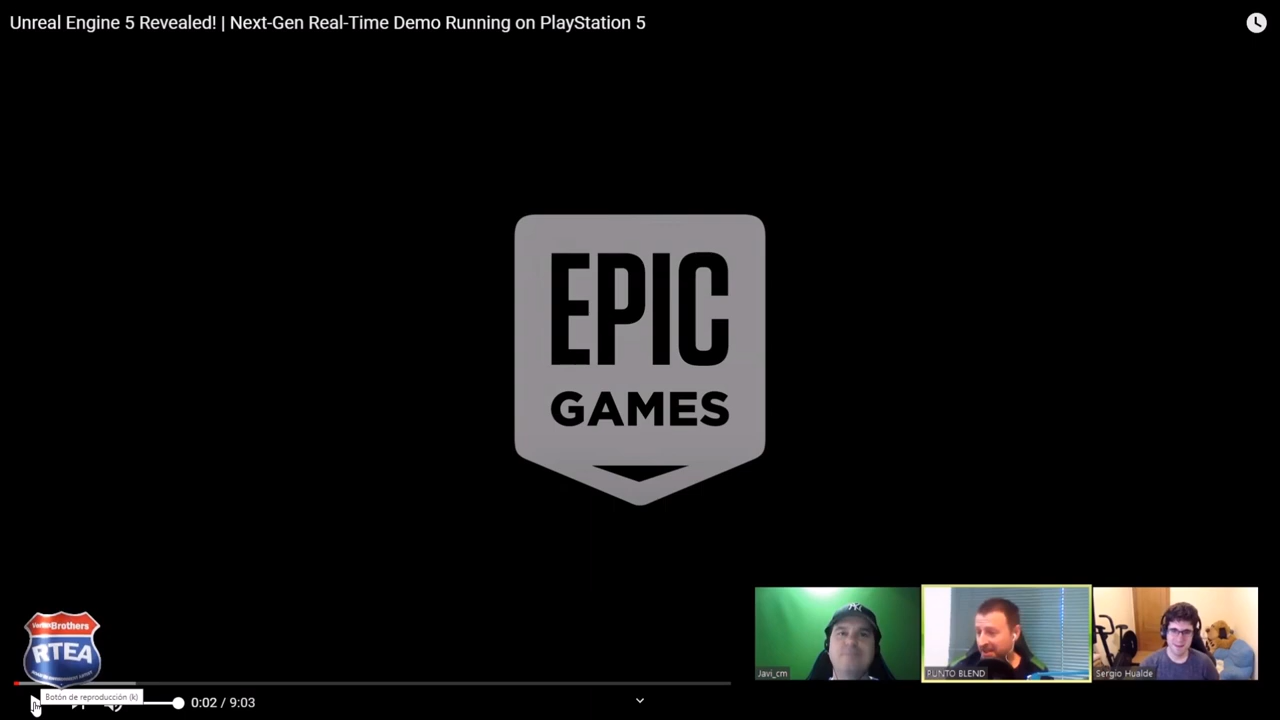 Unreal Engine 5 Revealed! | Next-Gen Real-Time Demo Running on PlayStation 5
EPIC
GAMES
Brothers
RTEA
Javi_cm
PUNTO BLEND
Sergio Hualde
Botón de reproducción (k)
0:02 / 9:03